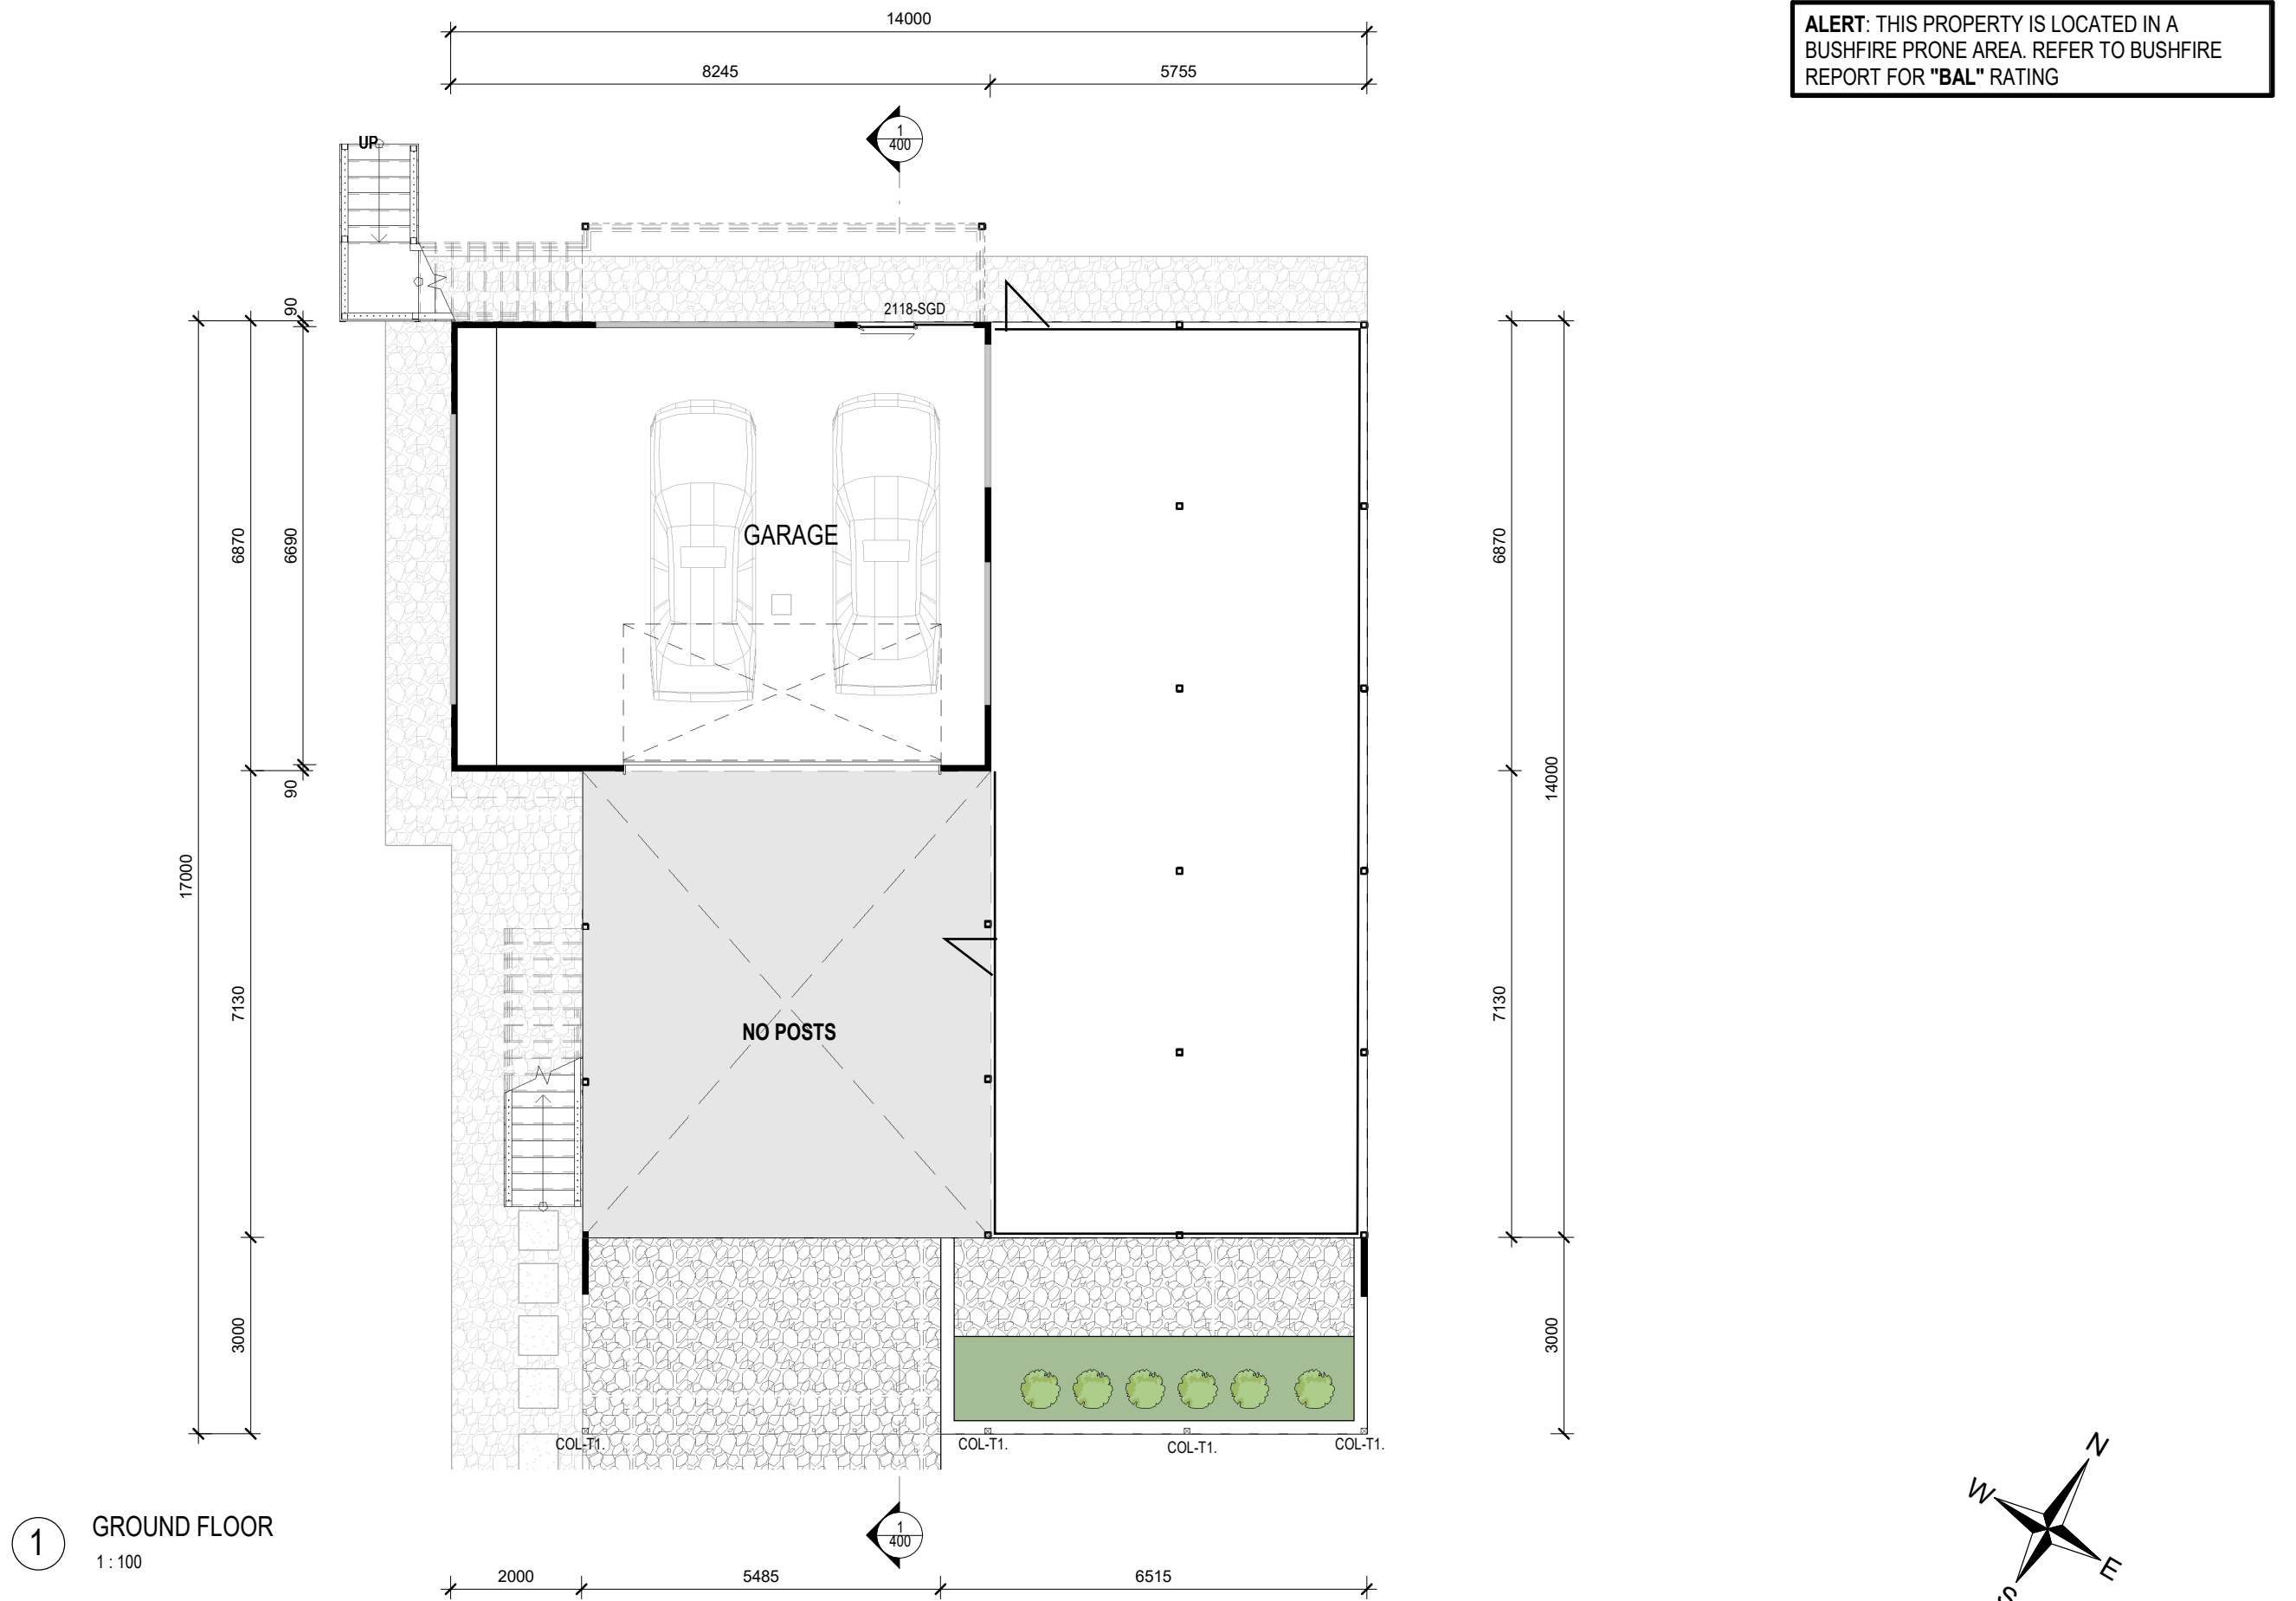 14000
8245
5755
ALERT: THIS PROPERTY IS LOCATED IN A
BUSHFIRE PRONE AREA. REFER TO BUSHFIRE
REPORT FOR "BAL" RATING
1
400
UP
2118-SGD
90
6870
6690
90
17000
7130
3000
GARAGE
NO POSTS
6870
14000
7130
3000
COL-T1.
COL-T1.
COL-T1.
COL-T1.
1
400
1
GROUND FLOOR
1 : 100
2000
5485
6515
N
W
E
S